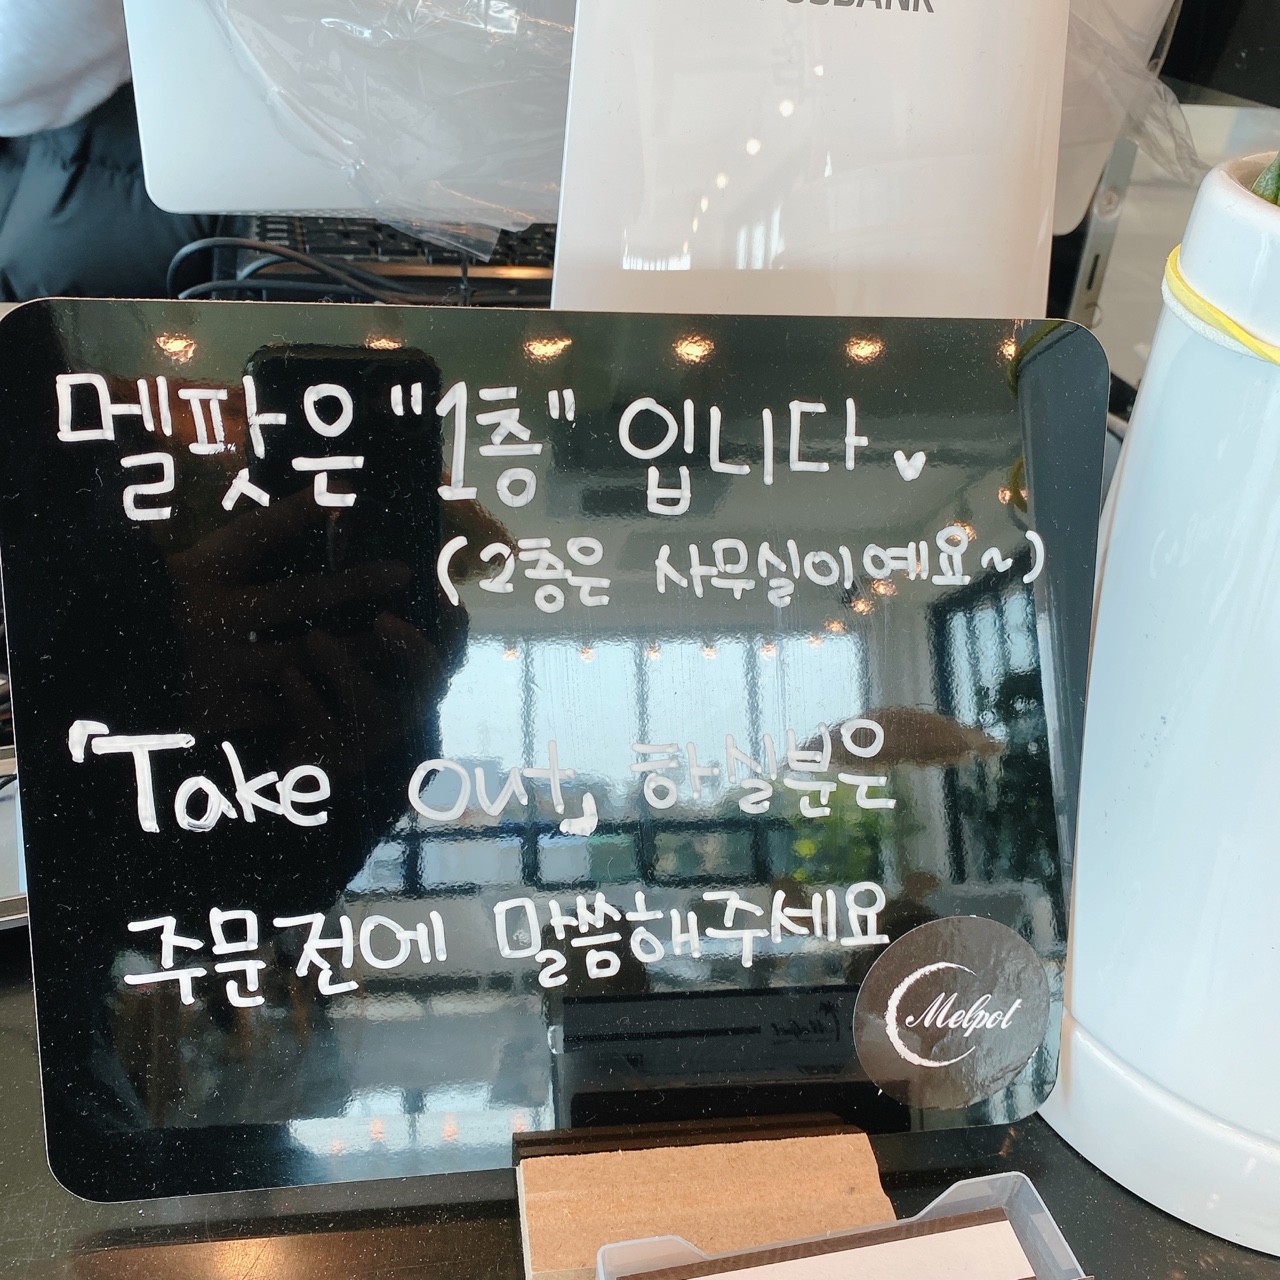 멜팟은 "1층" 입니다♥
(2층은 사무실이예요~)
「Take out」 하실분은
주문전에 말씀해주세요
Melpot